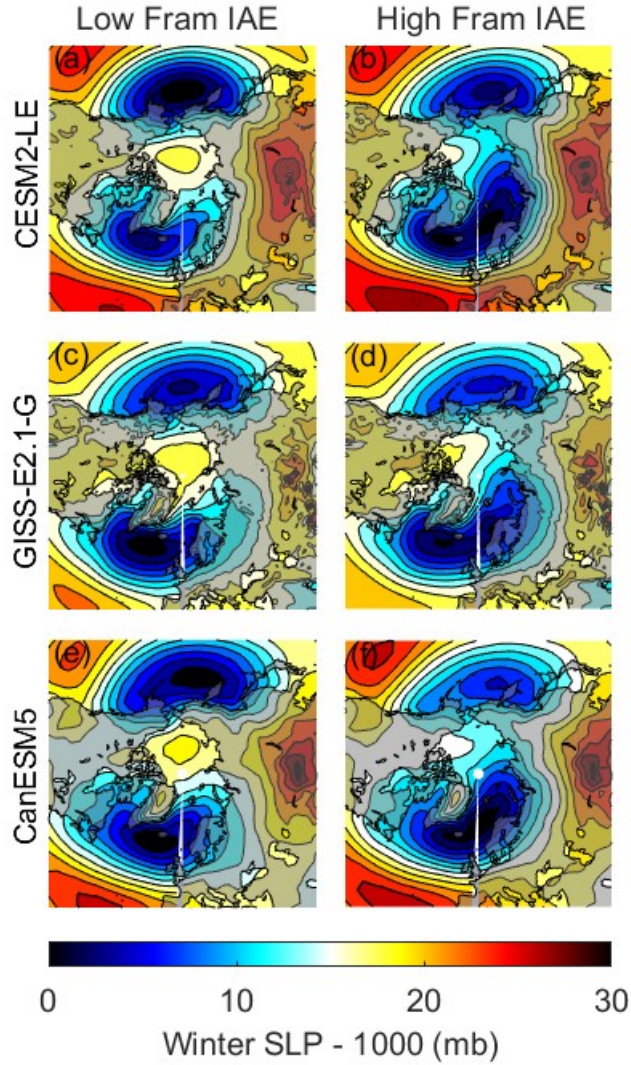 Low Fram IAE High Fram IAE
CESM2-LE
(a) (b)
GISS-E2.1-G
(c) (d)
CanESM5
(e) (f)
0 10 20 30
Winter SLP - 1000 (mb)